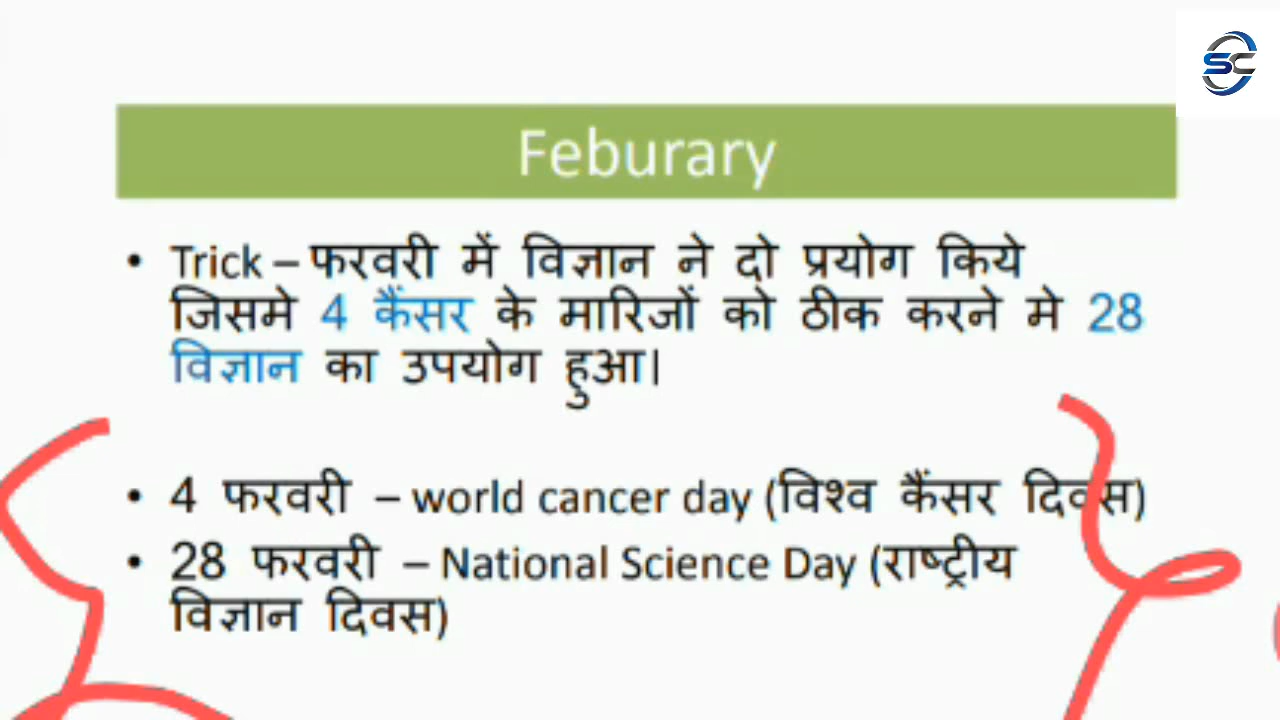 SC
Feburary
• Trick – फरवरी में विज्ञान ने दो प्रयोग किये
जिसमे 4 कैंसर के मारिजों को ठीक करने मे 28
विज्ञान का उपयोग हुआ।
• 4 फरवरी – world cancer day (विश्व कैंसर दिवस)
• 28 फरवरी – National Science Day (राष्ट्रीय
विज्ञान दिवस)